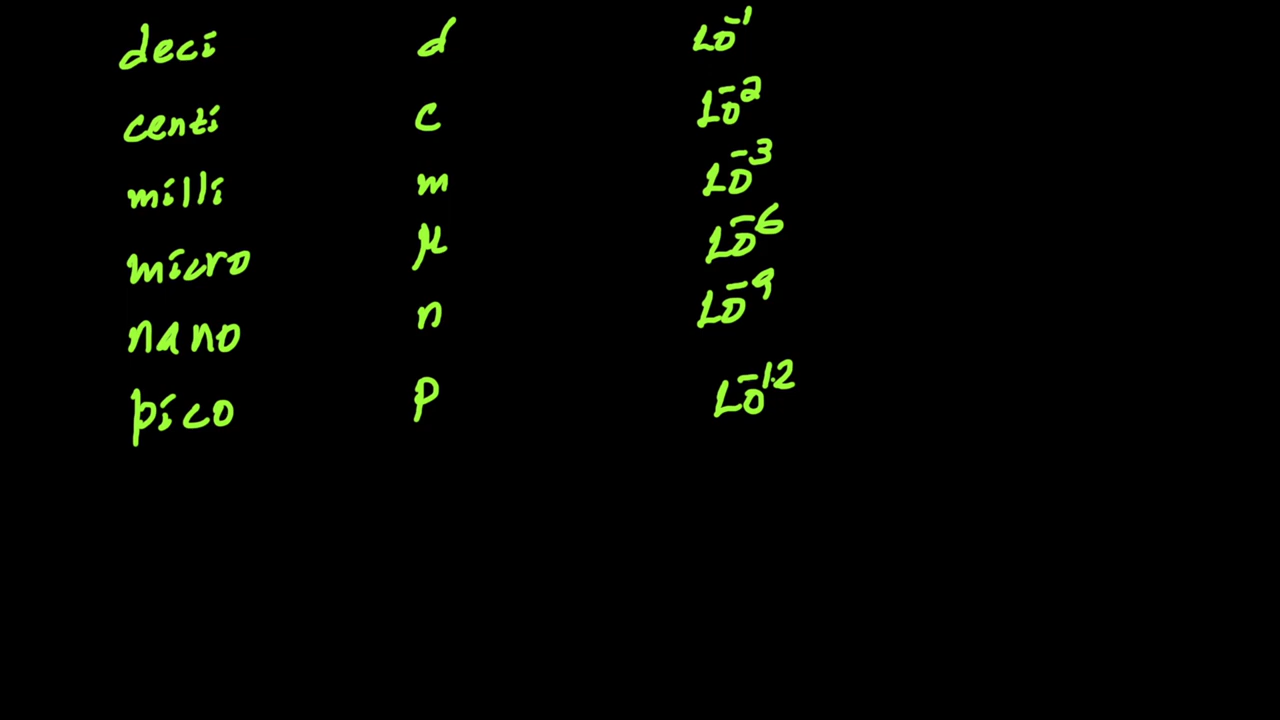 deci d 10⁻¹
centi c 10⁻²
milli m 10⁻³
micro μ 10⁻⁶
nano n 10⁻⁹
pico p 10⁻¹²